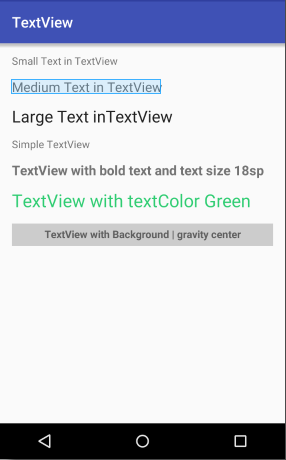 TextView
Small Text in TextView
Medium Text in TextView
Large Text inTextView
Simple TextView
TextView with bold text and text size 18sp
TextView with textColor Green
TextView with Background | gravity center